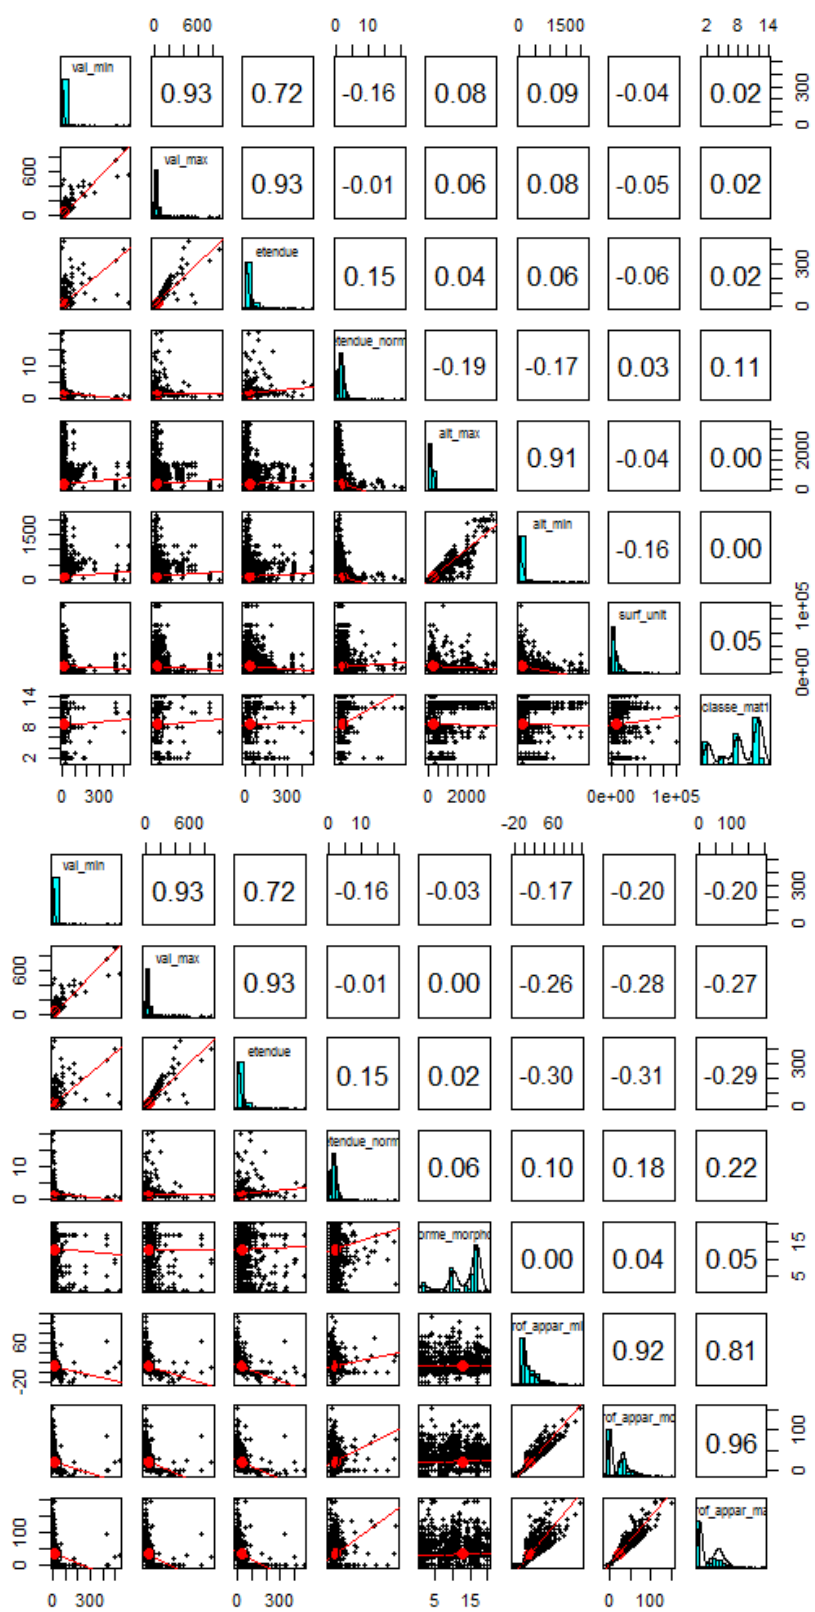 0 600 0 10 0 1500 2 8 14
val_min 0.93 0.72 -0.16 0.08 0.09 -0.04 0.02 0 300
0 600 val_max 0.93 -0.01 0.06 0.08 -0.05 0.02
etendue 0.15 0.04 0.06 -0.06 0.02 0 300
0 10 tendue_norm -0.19 -0.17 0.03 0.11
alt_max 0.91 -0.04 0.00 0 2000
0 1500 alt_min -0.16 0.00
surf_unit 0.05 0e+00 1e+05
2 8 14 classe_mat1
0 300 0 300 0 2000 0e+00 1e+05
0 600 0 10 -20 60 0 100
val_min 0.93 0.72 -0.16 -0.03 -0.17 -0.20 -0.20 0 300
0 600 val_max 0.93 -0.01 0.00 -0.26 -0.28 -0.27
etendue 0.15 0.02 -0.30 -0.31 -0.29 0 300
0 10 tendue_norm 0.06 0.10 0.18 0.22
orme_morpho 0.00 0.04 0.05 5 15
-20 60 rof_appar_mi 0.92 0.81
rof_appar_mo 0.96 0 100
0 100 rof_appar_ma
0 300 0 300 5 15 0 100